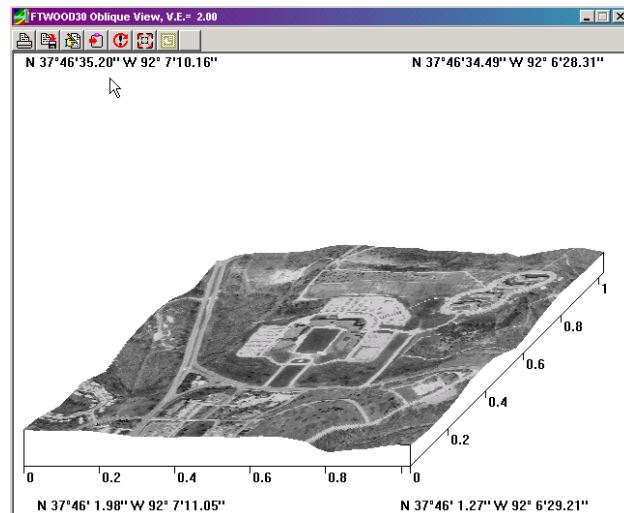 FTWOOD30 Oblique View, V.E.= 2.00
N 37°46'35.20" W 92° 7'10.16" N 37°46'34.49" W 92° 6'28.31"
1
0.8
0.6
0.4
0.2
0 0.2 0.4 0.6 0.8 0
N 37°46' 1.98" W 92° 7'11.05" N 37°46' 1.27" W 92° 6'29.21"